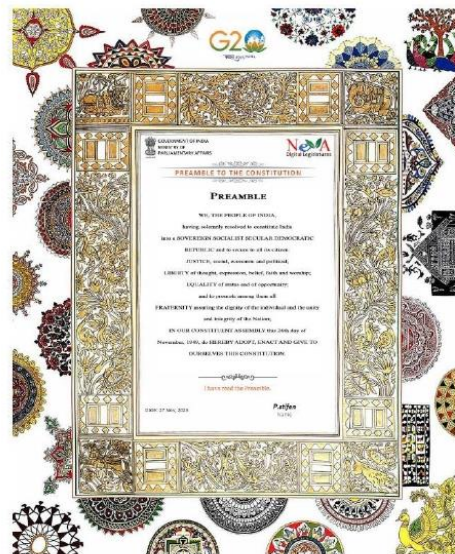 G20
GOVERNMENT OF INDIA
MINISTRY OF
PARLIAMENTARY AFFAIRS
NeVA
Digital Legislatures
PREAMBLE TO THE CONSTITUTION
PREAMBLE
WE, THE PEOPLE OF INDIA,
having solemnly resolved to constitute India
into a SOVEREIGN SOCIALIST SECULAR DEMOCRATIC
REPUBLIC and to secure to all its citizens
JUSTICE, social, economic and political;
LIBERTY of thought, expression, belief, faith and worship;
EQUALITY of status and of opportunity;
and to promote among them all
FRATERNITY assuring the dignity of the individual and the unity
and integrity of the Nation;
IN OUR CONSTITUENT ASSEMBLY this 26th day of
November, 1949, do HEREBY ADOPT, ENACT AND GIVE TO
OURSELVES THIS CONSTITUTION
I have read the Preamble.
NAME